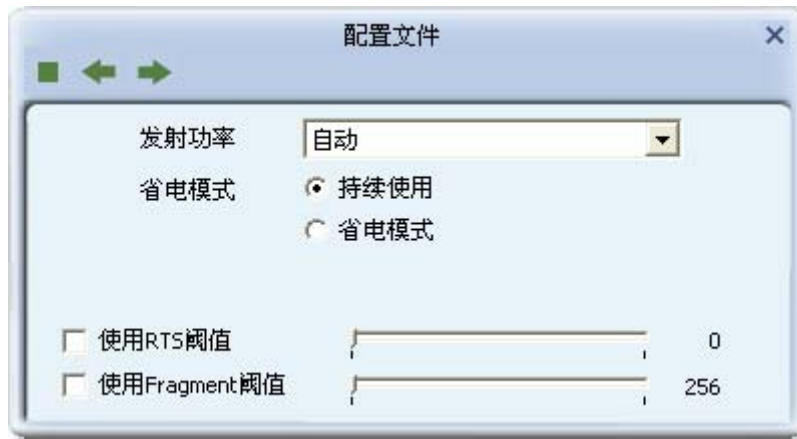 配置文件
发射功率 自动
省电模式 持续使用
省电模式
使用RTS阈值 0
使用Fragment阈值 256